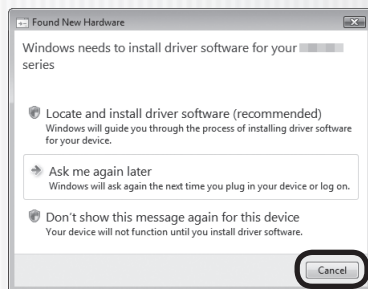 Found New Hardware
Windows needs to install driver software for your
series
Locate and install driver software (recommended)
Windows will guide you through the process of installing driver software
for your device.
Ask me again later
Windows will ask again the next time you plug in your device or log on.
Don't show this message again for this device
Your device will not function until you install driver software.
Cancel